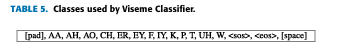 TABLE 5. Classes used by Viseme Classifier.
[pad], AA, AH, AO, CH, ER, EY, F, IY, K, P, T, UH, W, <sos>, <eos>, [space]